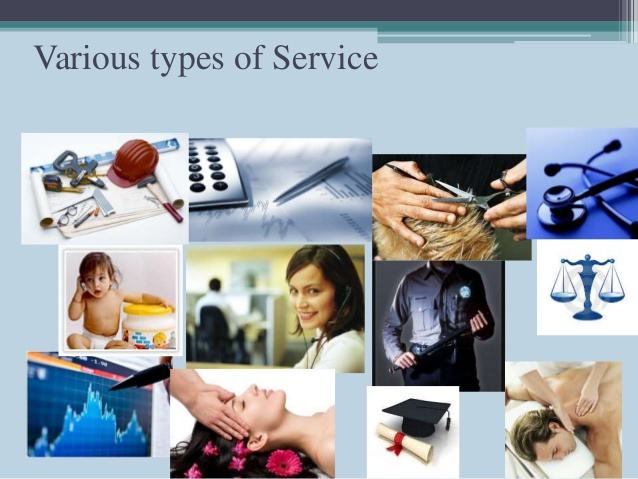 Various types of Service